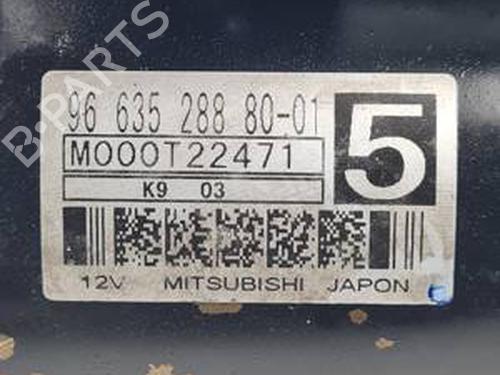 B-PARTS
96 635 288 80-01
M000T22471
5
K9 03
12V MITSUBISHI JAPON